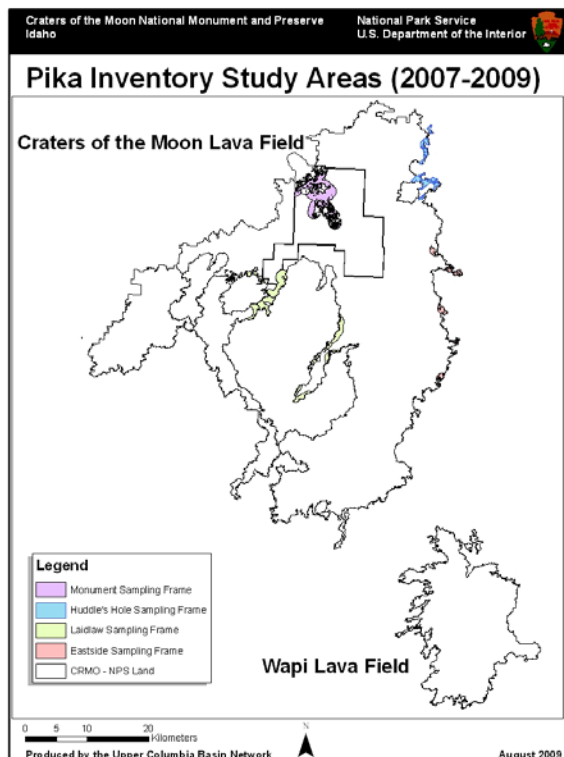 Craters of the Moon National Monument and Preserve
Idaho
National Park Service
U.S. Department of the Interior
Pika Inventory Study Areas (2007-2009)
Craters of the Moon Lava Field
Legend
Monument Sampling Frame
Huddle's Hole Sampling Frame
Laidlaw Sampling Frame
Eastside Sampling Frame
CRMO - NPS Land
Wapi Lava Field
0 5 10 20
Kilometers
N
Produced by the Upper Columbia Basin Network
August 2009